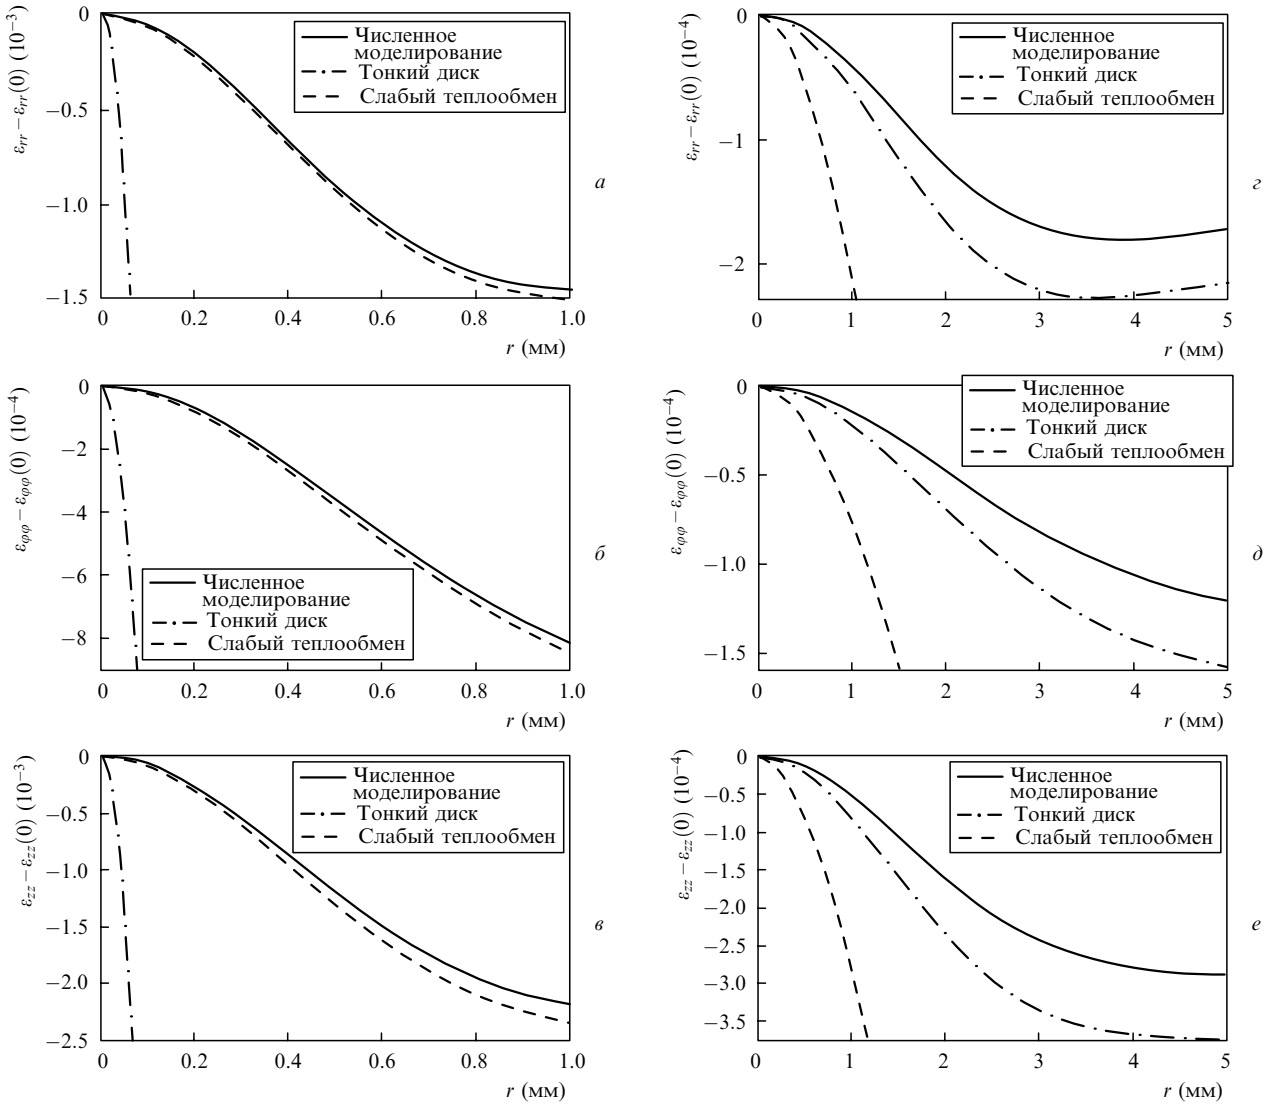 ε_rr − ε_rr(0) (10⁻³)
0
−0.5
−1.0
−1.5
Численное
моделирование
Тонкий диск
Слабый теплообмен
0 0.2 0.4 0.6 0.8 1.0
r (мм)
а
ε_rr − ε_rr(0) (10⁻⁴)
0
−1
−2
Численное
моделирование
Тонкий диск
Слабый теплообмен
0 1 2 3 4 5
r (мм)
г
ε_φφ − ε_φφ(0) (10⁻⁴)
0
−2
−4
−6
−8
Численное
моделирование
Тонкий диск
Слабый теплообмен
0 0.2 0.4 0.6 0.8 1.0
r (мм)
б
ε_φφ − ε_φφ(0) (10⁻⁴)
0
−0.5
−1.0
−1.5
Численное
моделирование
Тонкий диск
Слабый теплообмен
0 1 2 3 4 5
r (мм)
д
ε_zz − ε_zz(0) (10⁻³)
0
−0.5
−1.0
−1.5
−2.0
−2.5
Численное
моделирование
Тонкий диск
Слабый теплообмен
0 0.2 0.4 0.6 0.8 1.0
r (мм)
в
ε_zz − ε_zz(0) (10⁻⁴)
0
−0.5
−1.0
−1.5
−2.0
−2.5
−3.0
−3.5
Численное
моделирование
Тонкий диск
Слабый теплообмен
0 1 2 3 4 5
r (мм)
е